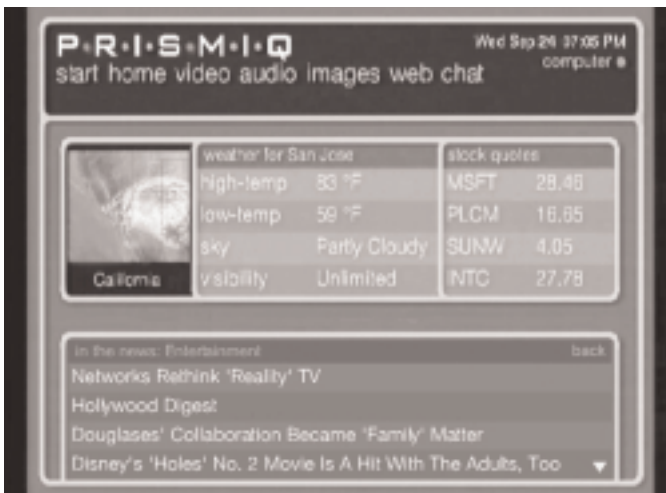 P·R·I·S·M·I·Q
Wed Sep 24 07:05 PM
computer
start home video audio images web chat
California
weather for San Jose
high-temp 83 °F
low-temp 59 °F
sky Partly Cloudy
visibility Unlimited
stock quotes
MSFT 28.46
PLCM 16.65
SUNW 4.05
INTC 27.78
in the news: Entertainment back
Networks Rethink 'Reality' TV
Hollywood Digest
Douglases' Collaboration Became 'Family' Matter
Disney's 'Holes' No. 2 Movie Is A Hit With The Adults, Too